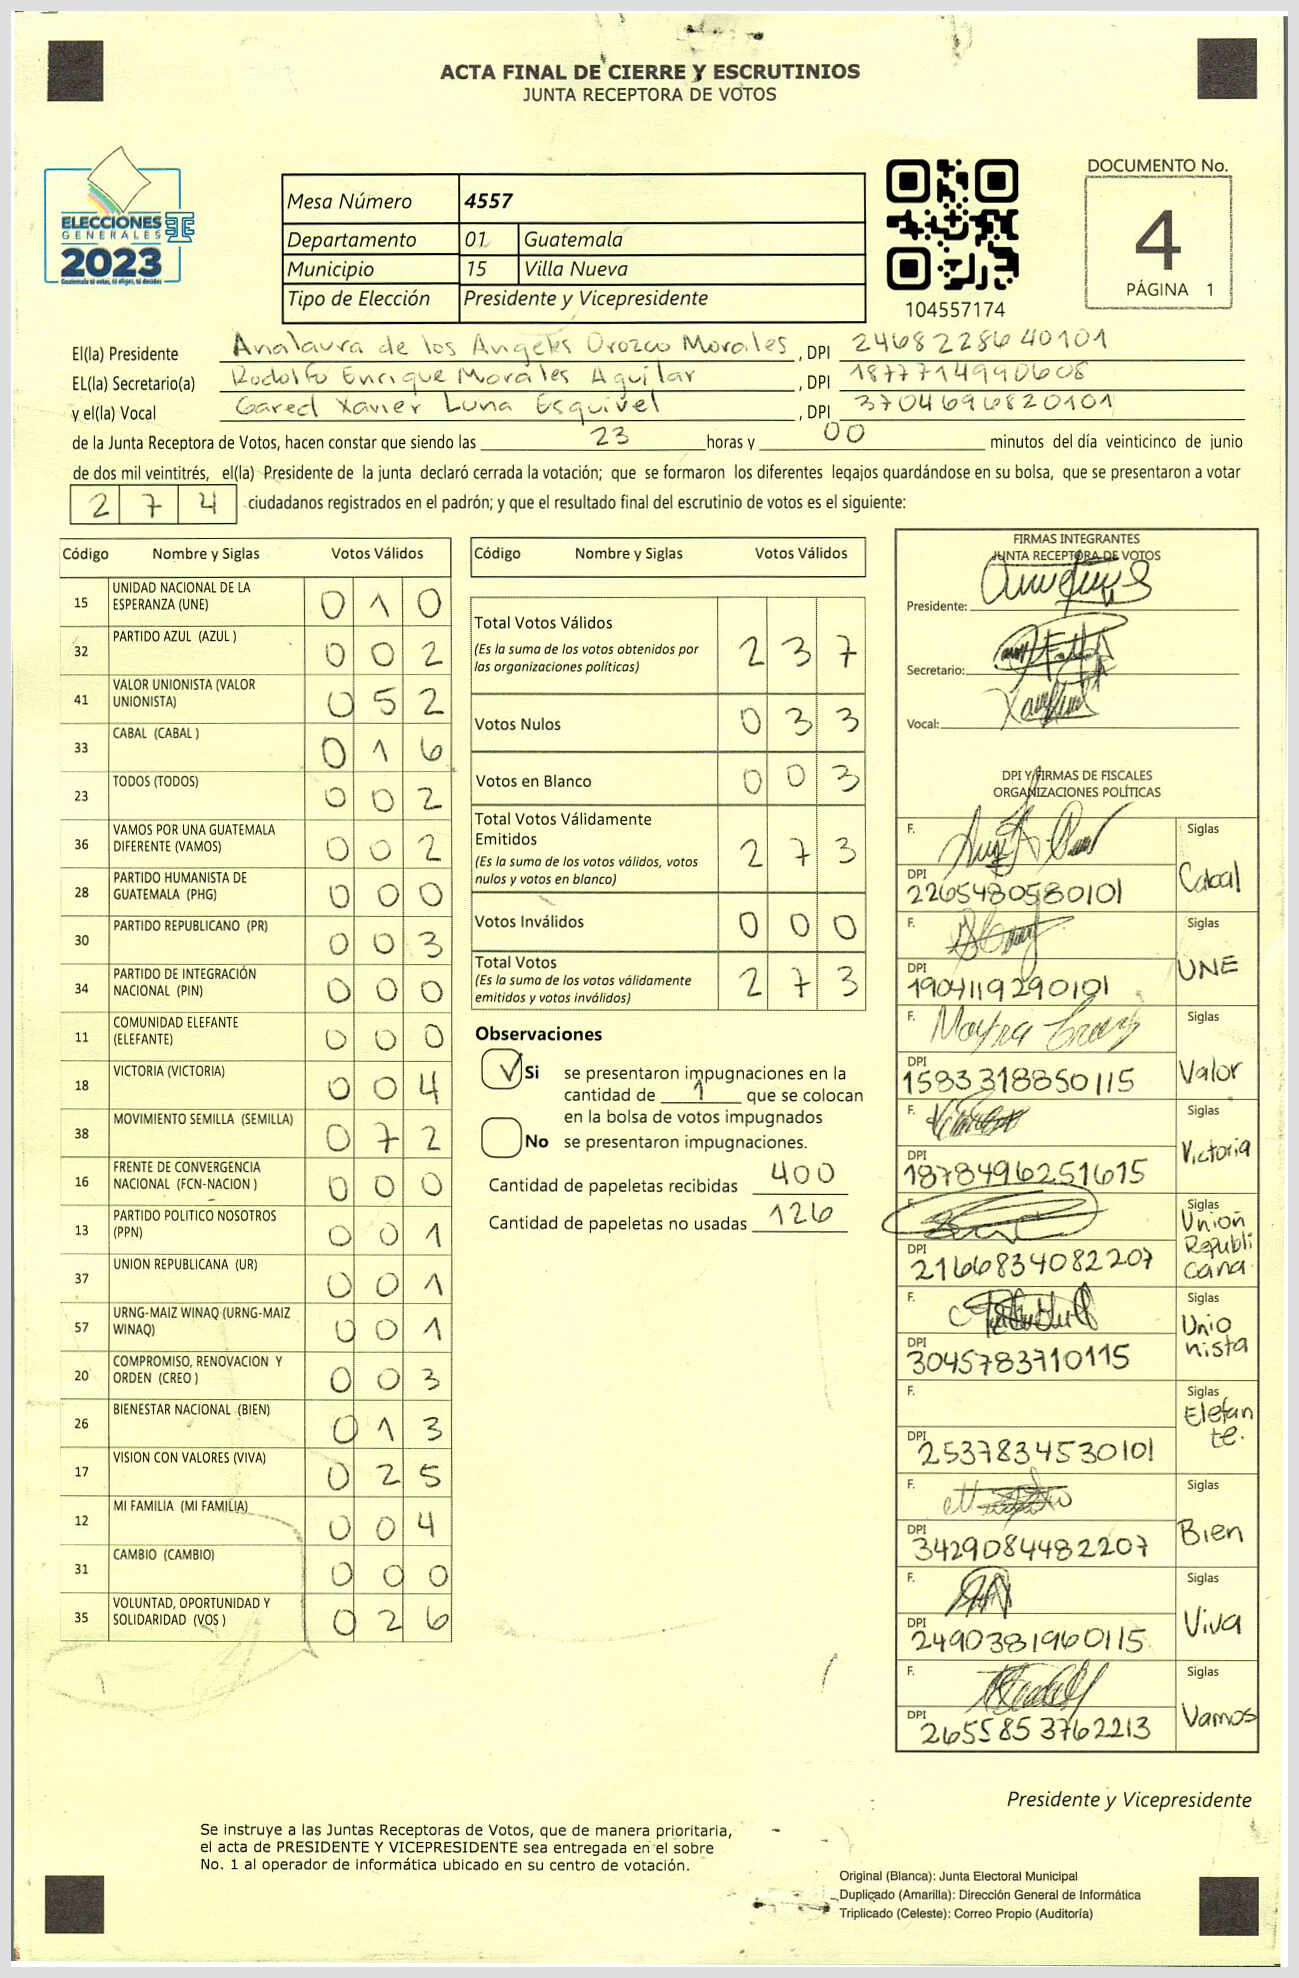 ACTA FINAL DE CIERRE Y ESCRUTINIOS
JUNTA RECEPTORA DE VOTOS
ELECCIONES
GENERALES
2023
Guatemala tú votas, tú eliges, tú decides
Mesa Número 4557
Departamento 01 Guatemala
Municipio 15 Villa Nueva
Tipo de Elección Presidente y Vicepresidente
104557174
DOCUMENTO No.
4
PÁGINA 1
El(la) Presidente Analaura de los Angeles Orozco Morales, DPI 2468228640101
EL(la) Secretario(a) Rodolfo Enrique Morales Aguilar, DPI 1877149990608
y el(la) Vocal Gared Xavier Luna Esquivel, DPI 3704696820101
de la Junta Receptora de Votos, hacen constar que siendo las 23 horas y 00 minutos del día veinticinco de junio
de dos mil veintitrés, el(la) Presidente de la junta declaró cerrada la votación; que se formaron los diferentes legajos guardándose en su bolsa, que se presentaron a votar
2 7 4 ciudadanos registrados en el padrón; y que el resultado final del escrutinio de votos es el siguiente:
Código Nombre y Siglas Votos Válidos
15 UNIDAD NACIONAL DE LA ESPERANZA (UNE) 0 1 0
32 PARTIDO AZUL (AZUL ) 0 0 2
41 VALOR UNIONISTA (VALOR UNIONISTA) 0 5 2
33 CABAL (CABAL ) 0 1 6
23 TODOS (TODOS) 0 0 2
36 VAMOS POR UNA GUATEMALA DIFERENTE (VAMOS) 0 0 2
28 PARTIDO HUMANISTA DE GUATEMALA (PHG) 0 0 0
30 PARTIDO REPUBLICANO (PR) 0 0 3
34 PARTIDO DE INTEGRACIÓN NACIONAL (PIN) 0 0 0
11 COMUNIDAD ELEFANTE (ELEFANTE) 0 0 0
18 VICTORIA (VICTORIA) 0 0 4
38 MOVIMIENTO SEMILLA (SEMILLA) 0 7 2
16 FRENTE DE CONVERGENCIA NACIONAL (FCN-NACION ) 0 0 0
13 PARTIDO POLITICO NOSOTROS (PPN) 0 0 1
37 UNION REPUBLICANA (UR) 0 0 1
57 URNG-MAIZ WINAQ (URNG-MAIZ WINAQ) 0 0 1
20 COMPROMISO, RENOVACION Y ORDEN (CREO ) 0 0 3
26 BIENESTAR NACIONAL (BIEN) 0 1 3
17 VISION CON VALORES (VIVA) 0 2 5
12 MI FAMILIA (MI FAMILIA) 0 0 4
31 CAMBIO (CAMBIO) 0 0 0
35 VOLUNTAD, OPORTUNIDAD Y SOLIDARIDAD (VOS ) 0 2 6
Código Nombre y Siglas Votos Válidos
Total Votos Válidos 2 3 7
(Es la suma de los votos obtenidos por
las organizaciones políticas)
Votos Nulos 0 3 3
Votos en Blanco 0 0 3
Total Votos Válidamente
Emitidos 2 7 3
(Es la suma de los votos válidos, votos
nulos y votos en blanco)
Votos Inválidos 0 0 0
Total Votos 2 7 3
(Es la suma de los votos válidamente
emitidos y votos inválidos)
Observaciones
Si se presentaron impugnaciones en la
cantidad de 1 que se colocan
en la bolsa de votos impugnados
No se presentaron impugnaciones.
Cantidad de papeletas recibidas 400
Cantidad de papeletas no usadas 126
FIRMAS INTEGRANTES
JUNTA RECEPTORA DE VOTOS
Presidente:
Secretario:
Vocal:
DPI Y FIRMAS DE FISCALES
ORGANIZACIONES POLÍTICAS
F. Siglas
DPI 2265480580101 Cabal
F. Siglas
DPI 1904119290101 UNE
F. Siglas
DPI 1583318850115 Valor
F. Siglas
DPI 1878496251615 Victoria
F. Siglas
DPI 2166834082207 Union Republicana
F. Siglas
DPI 3045783710115 Unionista
F. Siglas
DPI 2537834530101 Elefante.
F. Siglas
DPI 3429084482207 Bien
F. Siglas
DPI 2490381960115 Viva
F. Siglas
DPI 2655853762213 Vamos
Presidente y Vicepresidente
Se instruye a las Juntas Receptoras de Votos, que de manera prioritaria,
el acta de PRESIDENTE Y VICEPRESIDENTE sea entregada en el sobre
No. 1 al operador de informática ubicado en su centro de votación.
Original (Blanca): Junta Electoral Municipal
Duplicado (Amarilla): Dirección General de Informática
Triplicado (Celeste): Correo Propio (Auditoría)